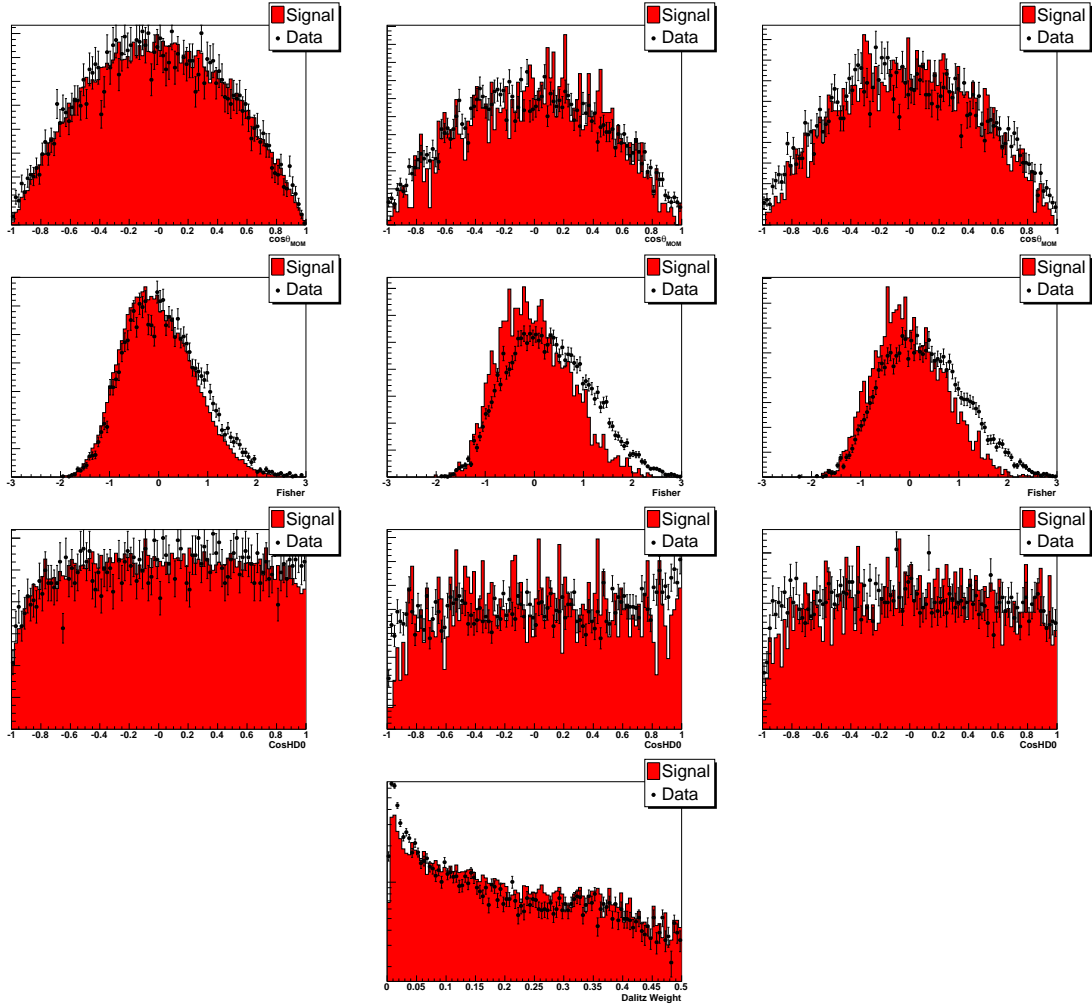 Signal
Data
-1 -0.8 -0.6 -0.4 -0.2 -0 0.2 0.4 0.6 0.8 1
cosθMOM
Signal
Data
-1 -0.8 -0.6 -0.4 -0.2 -0 0.2 0.4 0.6 0.8 1
cosθMOM
Signal
Data
-1 -0.8 -0.6 -0.4 -0.2 -0 0.2 0.4 0.6 0.8 1
cosθMOM
Signal
Data
-3 -2 -1 0 1 2 3
Fisher
Signal
Data
-3 -2 -1 0 1 2 3
Fisher
Signal
Data
-3 -2 -1 0 1 2 3
Fisher
Signal
Data
-1 -0.8 -0.6 -0.4 -0.2 -0 0.2 0.4 0.6 0.8 1
CosHD0
Signal
Data
-1 -0.8 -0.6 -0.4 -0.2 -0 0.2 0.4 0.6 0.8 1
CosHD0
Signal
Data
-1 -0.8 -0.6 -0.4 -0.2 -0 0.2 0.4 0.6 0.8 1
CosHD0
Signal
Data
0 0.05 0.1 0.15 0.2 0.25 0.3 0.35 0.4 0.45 0.5
Dalitz Weight